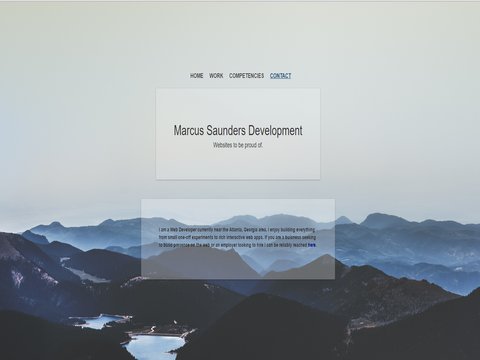 HOME WORK COMPETENCIES CONTACT
Marcus Saunders Development
Websites to be proud of.
I am a Web Developer currently near the Atlanta, Georgia area. I enjoy building everything
from small one-off experiments to rich interactive web apps. If you are a business seeking
to build presence on the web or an employer looking to hire I can be reliably reached here.